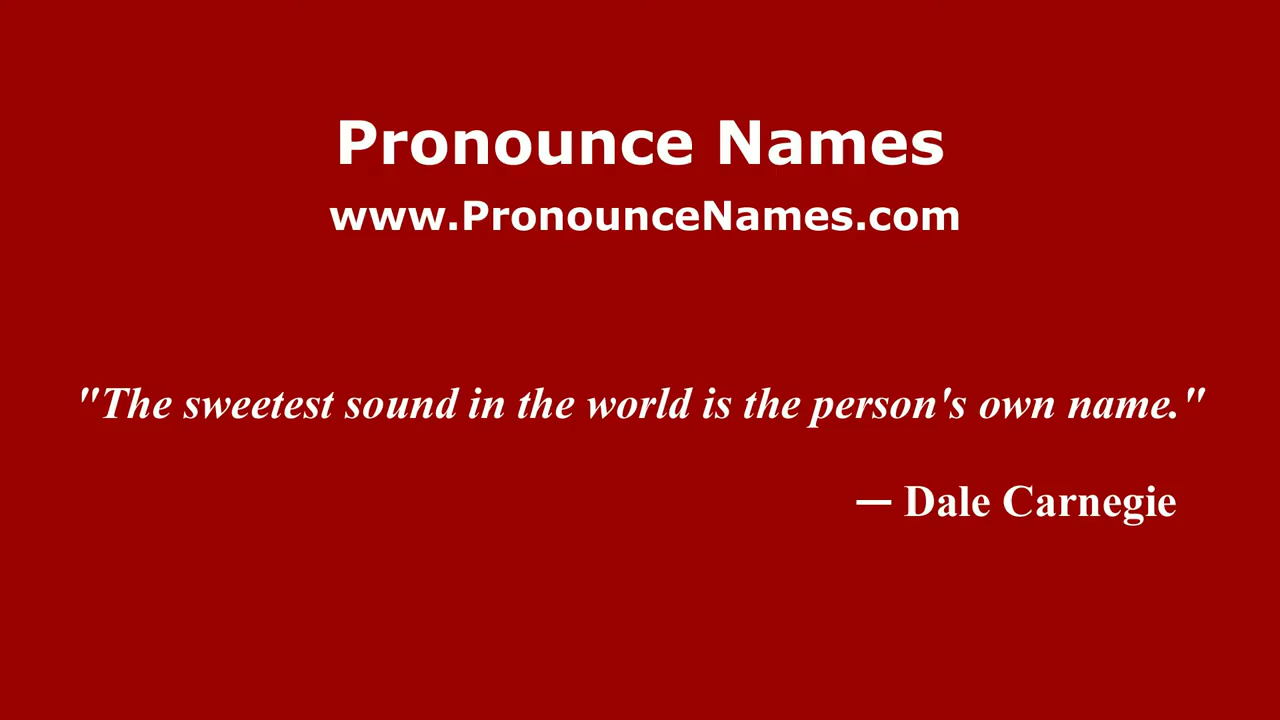 Pronounce Names
www.PronounceNames.com
"The sweetest sound in the world is the person's own name."
— Dale Carnegie